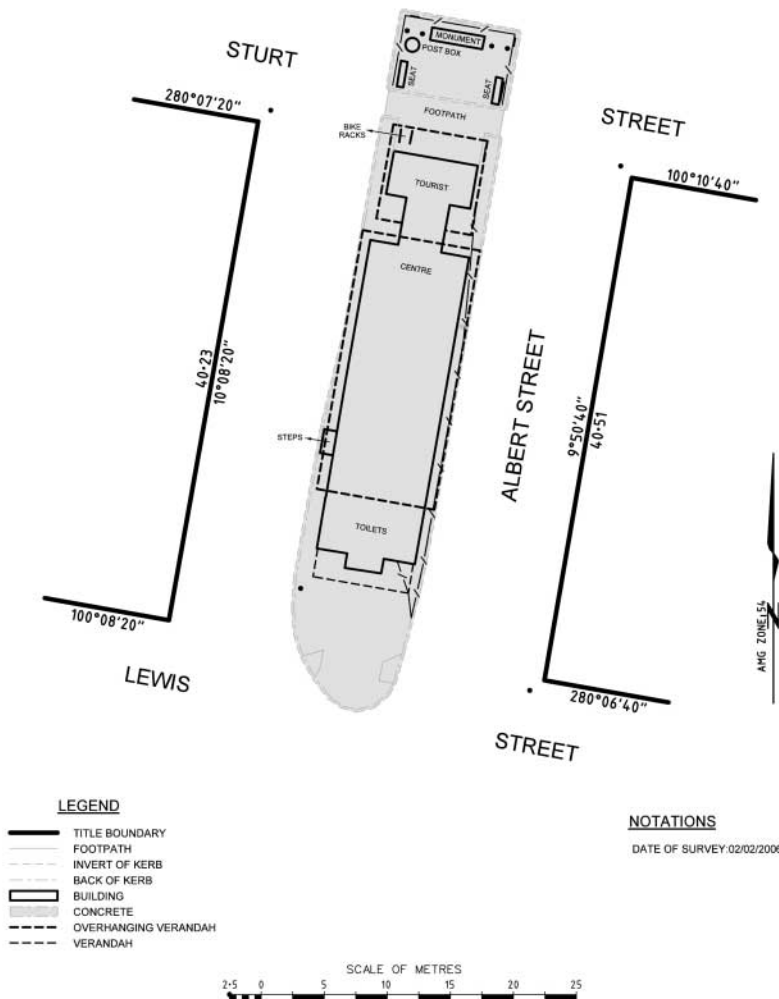 MONUMENT
POST BOX
SEAT
SEAT
STURT
STREET
280°07'20"
FOOTPATH
BIKE
RACKS
100°10'40"
TOURIST
CENTRE
40·23
10°08'20"
ALBERT STREET
9°50'40"
40·51
STEPS
TOILETS
100°08'20"
LEWIS
280°06'40"
STREET
AMG ZONE:54
LEGEND
TITLE BOUNDARY
FOOTPATH
INVERT OF KERB
BACK OF KERB
BUILDING
CONCRETE
OVERHANGING VERANDAH
VERANDAH
NOTATIONS
DATE OF SURVEY:02/02/2006
SCALE OF METRES
2·5 0 5 10 15 20 25